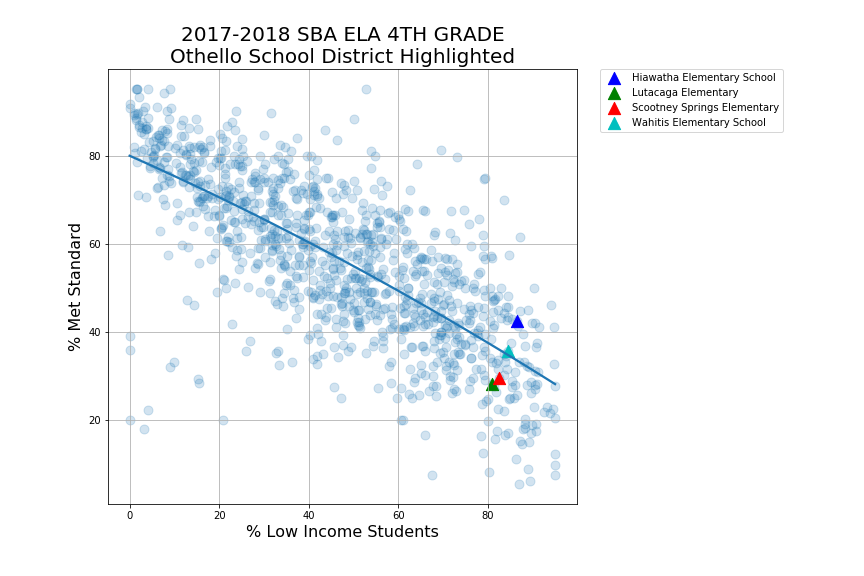 2017-2018 SBA ELA 4TH GRADE
Othello School District Highlighted
Hiawatha Elementary School
Lutacaga Elementary
Scootney Springs Elementary
Wahitis Elementary School
% Met Standard
80
60
40
20
0 20 40 60 80
% Low Income Students